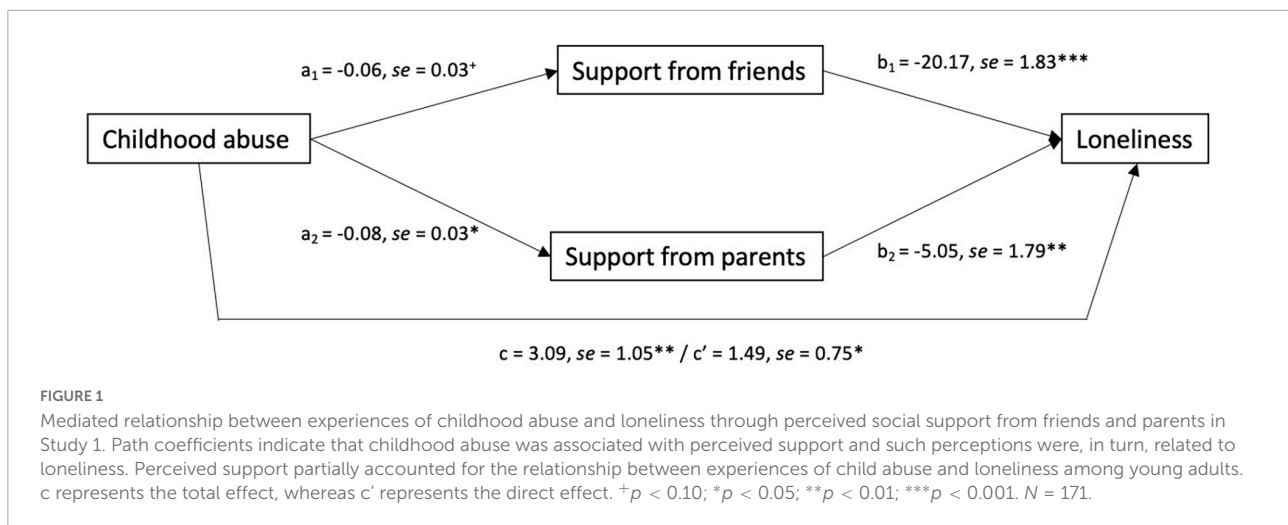 a₁ = -0.06, se = 0.03⁺
Support from friends
b₁ = -20.17, se = 1.83***
Childhood abuse
Loneliness
a₂ = -0.08, se = 0.03*
Support from parents
b₂ = -5.05, se = 1.79**
c = 3.09, se = 1.05** / c’ = 1.49, se = 0.75*
FIGURE 1
Mediated relationship between experiences of childhood abuse and loneliness through perceived social support from friends and parents in
Study 1. Path coefficients indicate that childhood abuse was associated with perceived support and such perceptions were, in turn, related to
loneliness. Perceived support partially accounted for the relationship between experiences of child abuse and loneliness among young adults.
c represents the total effect, whereas c’ represents the direct effect. ⁺p < 0.10; *p < 0.05; **p < 0.01; ***p < 0.001. N = 171.